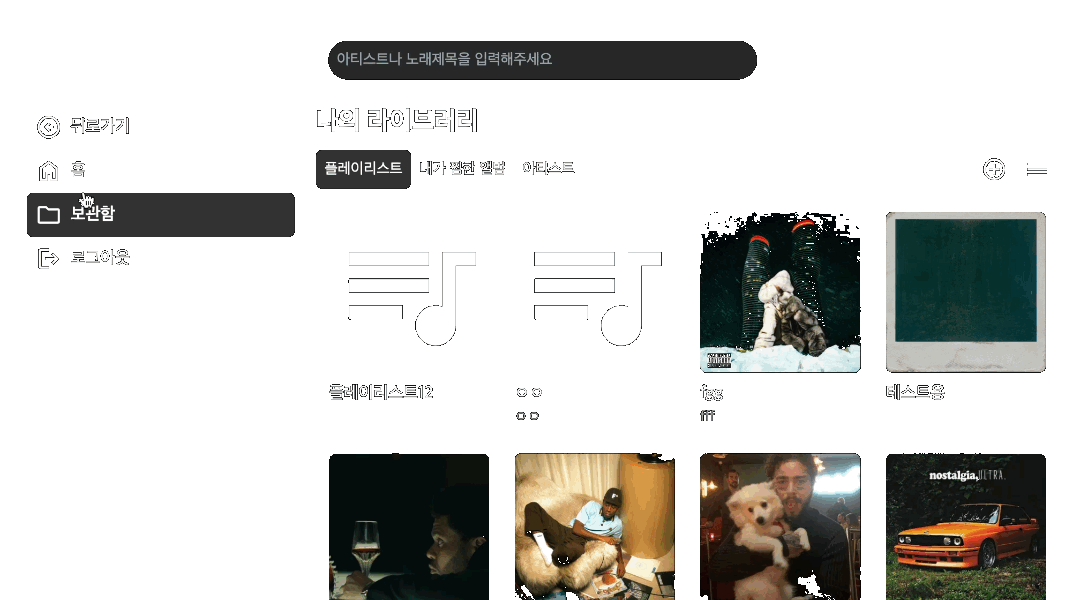 아티스트나 노래제목을 입력해주세요
뒤로가기
홈
보관함
로그아웃
나의 라이브러리
플레이리스트 내가 찜한 앨범 아티스트
플레이리스트12
ㅇㅇ
ㅇㅇ
fgg
fff
테스트용
nostalgia,ULTRA.